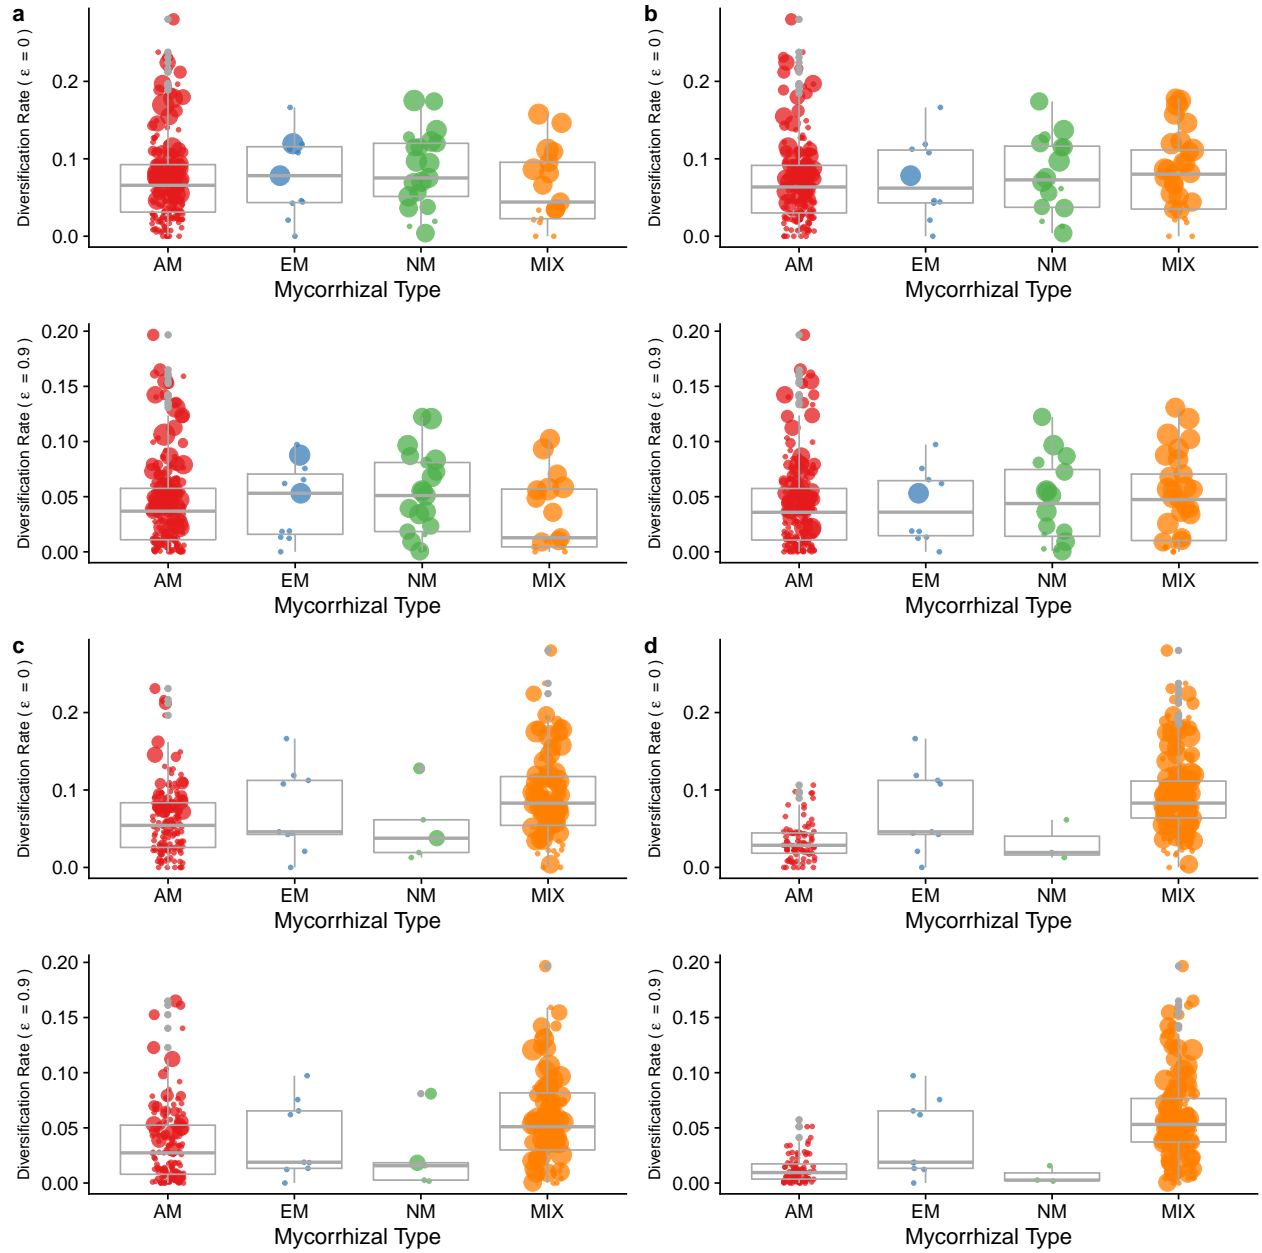 a
Diversification Rate ( ε = 0 )
0.2
0.1
0.0
AM EM NM MIX
Mycorrhizal Type
b
Diversification Rate ( ε = 0 )
0.2
0.1
0.0
AM EM NM MIX
Mycorrhizal Type
Diversification Rate ( ε = 0.9 )
0.20
0.15
0.10
0.05
0.00
AM EM NM MIX
Mycorrhizal Type
Diversification Rate ( ε = 0.9 )
0.20
0.15
0.10
0.05
0.00
AM EM NM MIX
Mycorrhizal Type
c
Diversification Rate ( ε = 0 )
0.2
0.1
0.0
AM EM NM MIX
Mycorrhizal Type
d
Diversification Rate ( ε = 0 )
0.2
0.1
0.0
AM EM NM MIX
Mycorrhizal Type
Diversification Rate ( ε = 0.9 )
0.20
0.15
0.10
0.05
0.00
AM EM NM MIX
Mycorrhizal Type
Diversification Rate ( ε = 0.9 )
0.20
0.15
0.10
0.05
0.00
AM EM NM MIX
Mycorrhizal Type